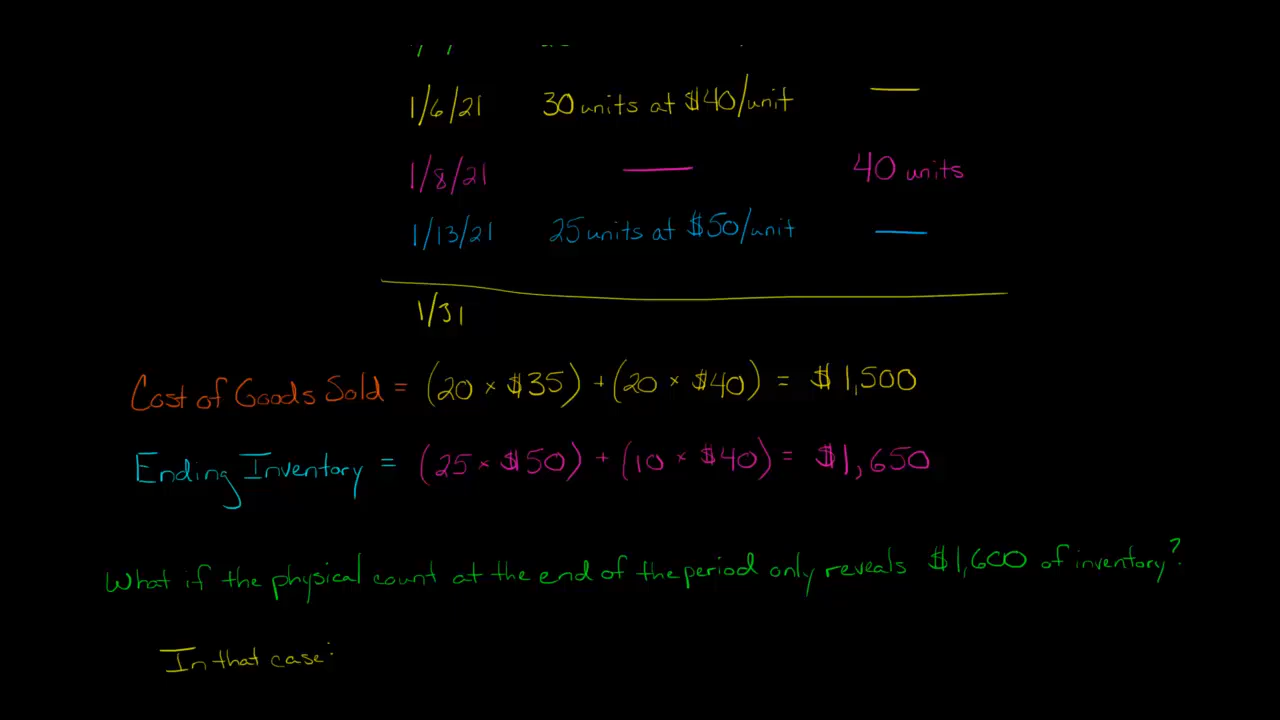 1/6/21 30 units at $40/unit —
1/8/21 — 40 units
1/13/21 25 units at $50/unit —
1/31
Cost of Goods Sold = (20 × $35) + (20 × $40) = $1,500
Ending Inventory = (25 × $50) + (10 × $40) = $1,650
What if the physical count at the end of the period only reveals $1,600 of inventory?
In that case: